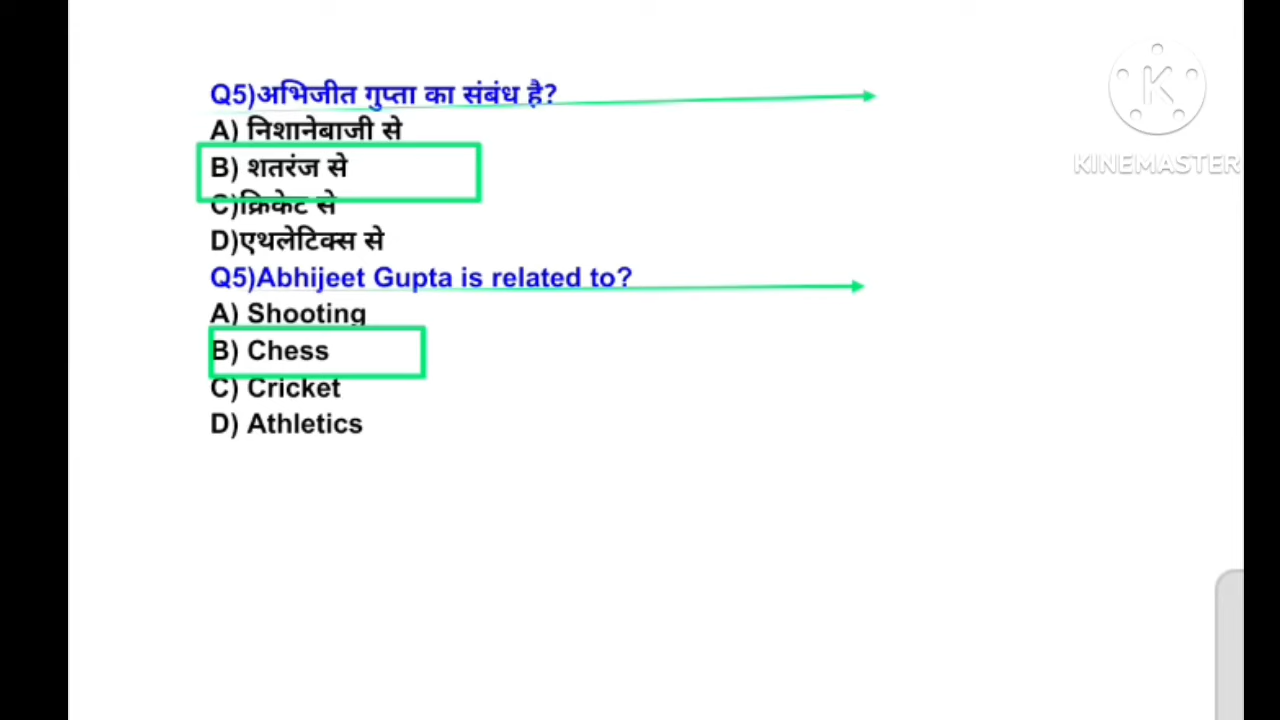 Q5)अभिजीत गुप्ता का संबंध है?
A) निशानेबाजी से
B) शतरंज से
C)क्रिकेट से
D)एथलेटिक्स से
Q5)Abhijeet Gupta is related to?
A) Shooting
B) Chess
C) Cricket
D) Athletics
K
KINEMASTER